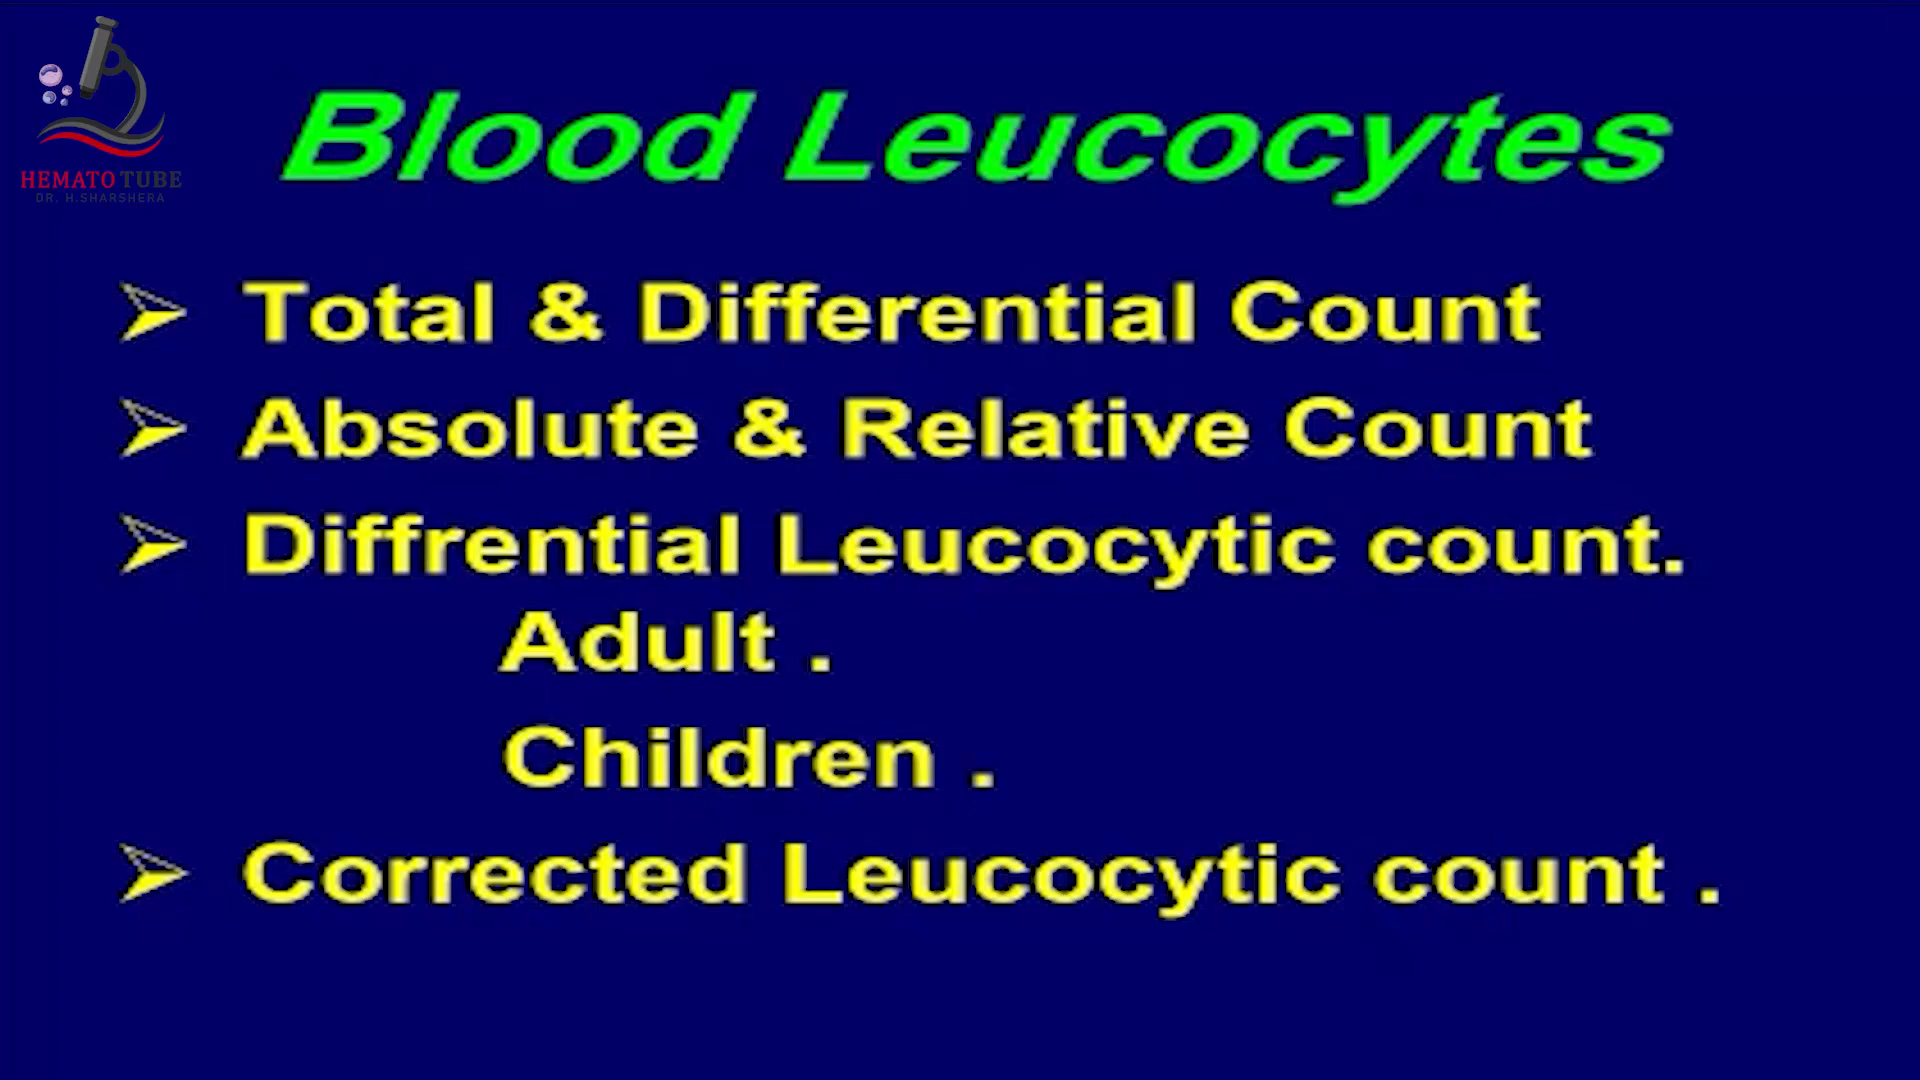 HEMATO TUBE
DR. H.SHARSHERA
Blood Leucocytes
➢ Total & Differential Count
➢ Absolute & Relative Count
➢ Diffrential Leucocytic count.
Adult .
Children .
➢ Corrected Leucocytic count .